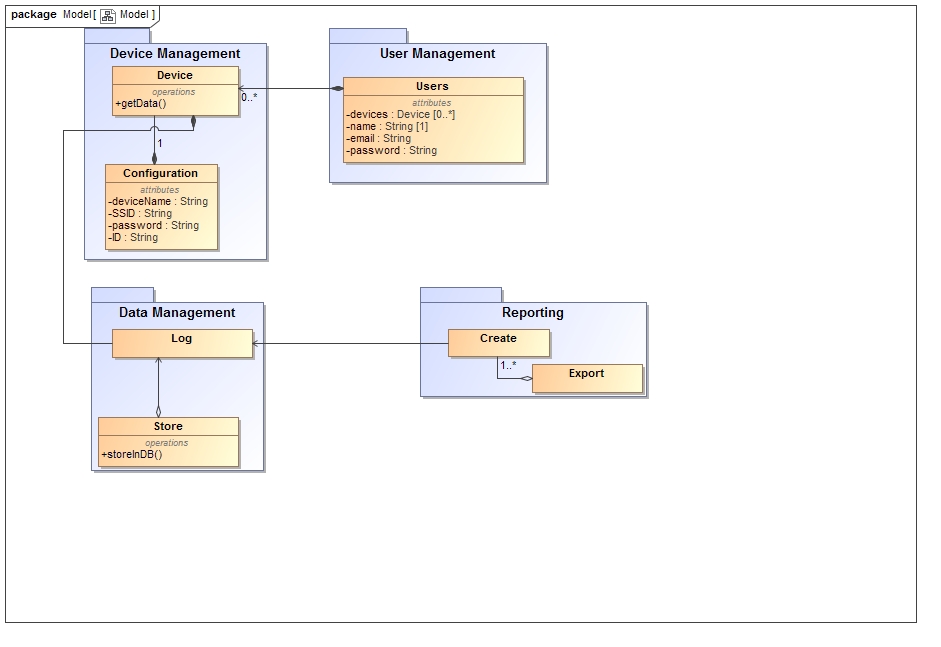 package Model[ Model ]
Device Management
Device
operations
+getData()
1
Configuration
attributes
-deviceName : String
-SSID : String
-password : String
-ID : String
0..*
User Management
Users
attributes
-devices : Device [0..*]
-name : String [1]
-email : String
-password : String
Data Management
Log
Store
operations
+storeInDB()
Reporting
Create
1..*
Export